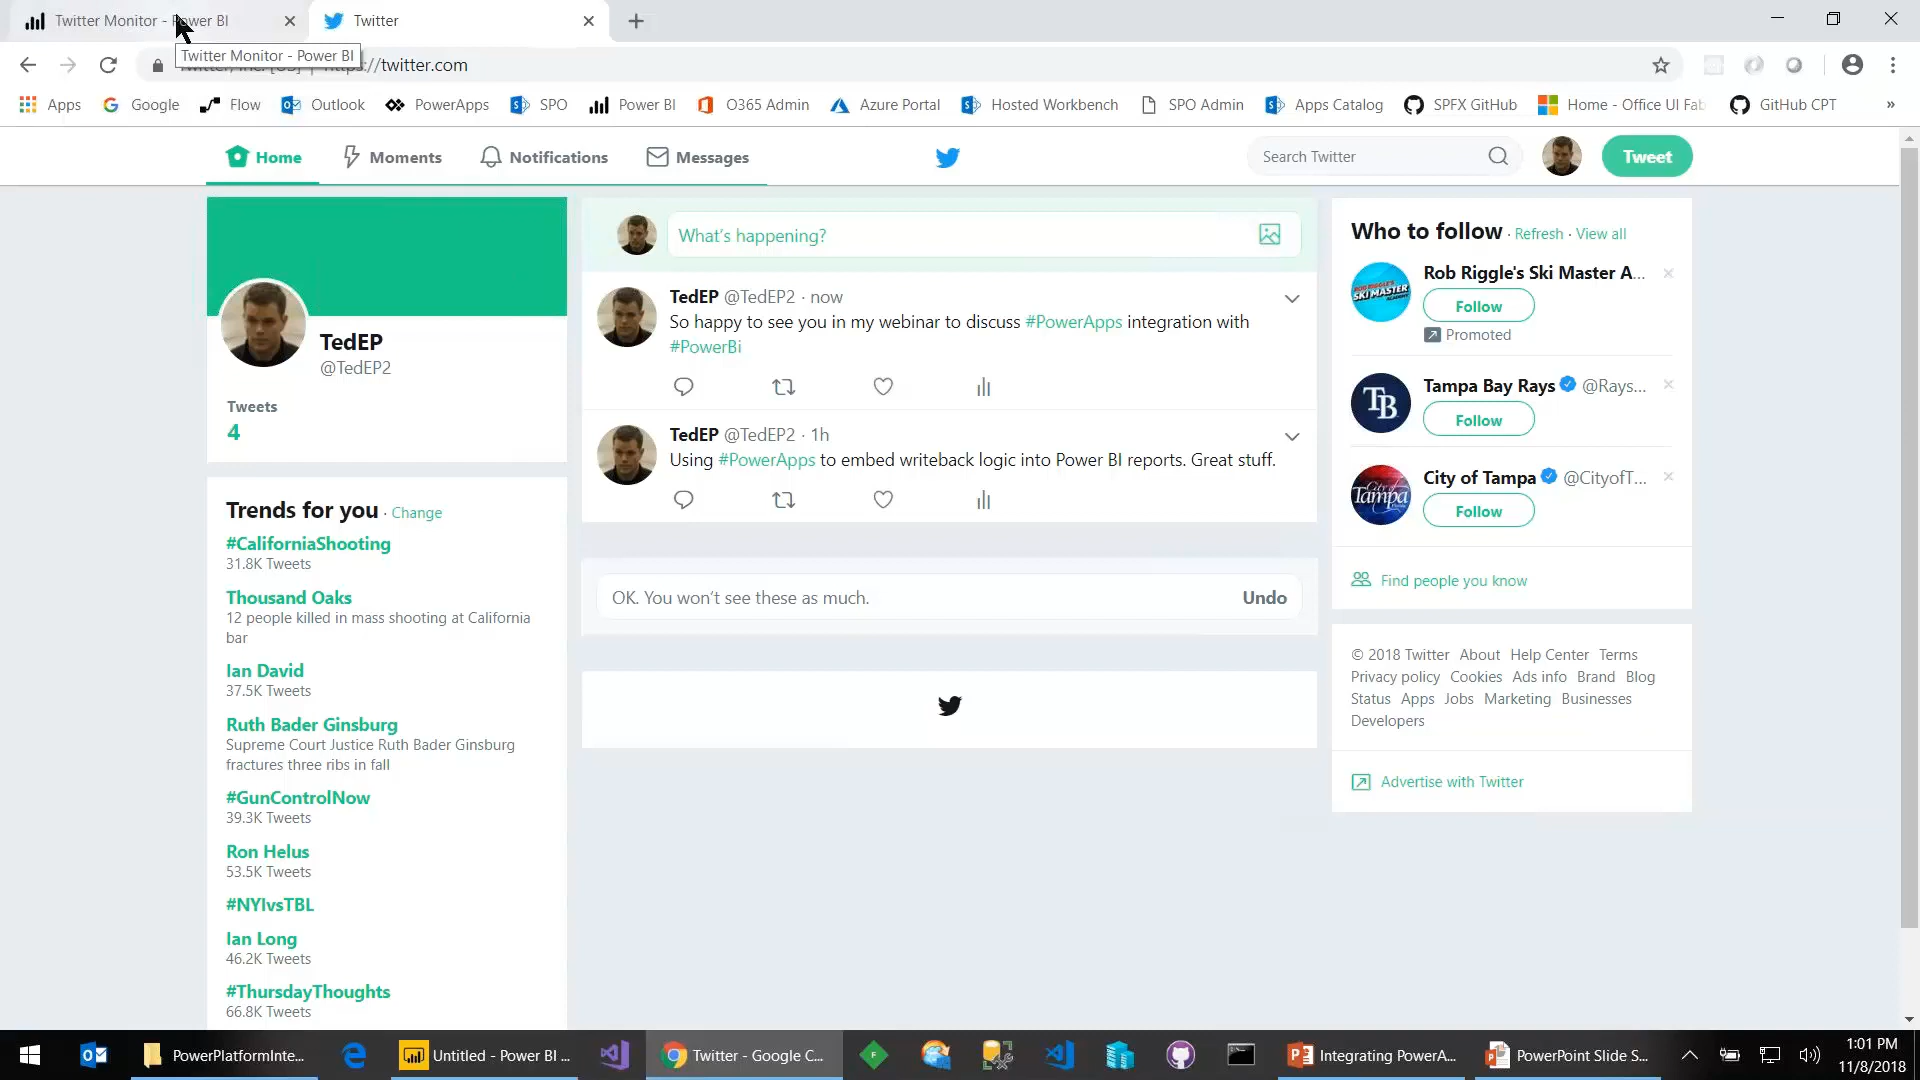 Twitter Monitor - Power BI
Twitter
Twitter Monitor - Power BI
//twitter.com
Apps
Google
Flow
Outlook
PowerApps
SPO
Power BI
O365 Admin
Azure Portal
Hosted Workbench
SPO Admin
Apps Catalog
SPFX GitHub
Home - Office UI Fab
GitHub CPT
»
Home
Moments
Notifications
Messages
Search Twitter
Tweet
TedEP
@TedEP2
Tweets
4
Trends for you · Change
#CaliforniaShooting
31.8K Tweets
Thousand Oaks
12 people killed in mass shooting at California
bar
Ian David
37.5K Tweets
Ruth Bader Ginsburg
Supreme Court Justice Ruth Bader Ginsburg
fractures three ribs in fall
#GunControlNow
39.3K Tweets
Ron Helus
53.5K Tweets
#NYIvsTBL
Ian Long
46.2K Tweets
#ThursdayThoughts
66.8K Tweets
What's happening?
TedEP @TedEP2 · now
So happy to see you in my webinar to discuss #PowerApps integration with
#PowerBi
TedEP @TedEP2 · 1h
Using #PowerApps to embed writeback logic into Power BI reports. Great stuff.
OK. You won't see these as much.
Undo
Who to follow · Refresh · View all
Rob Riggle's Ski Master A...
SKI MASTER
Follow
Promoted
Tampa Bay Rays @Rays...
TB
Follow
City of Tampa @CityofT...
City of
Tampa
Follow
Find people you know
© 2018 Twitter About Help Center Terms
Privacy policy Cookies Ads info Brand Blog
Status Apps Jobs Marketing Businesses
Developers
Advertise with Twitter
PowerPlatformInte...
Untitled - Power BI ...
Twitter - Google C...
Integrating PowerA...
PowerPoint Slide S...
1:01 PM
11/8/2018